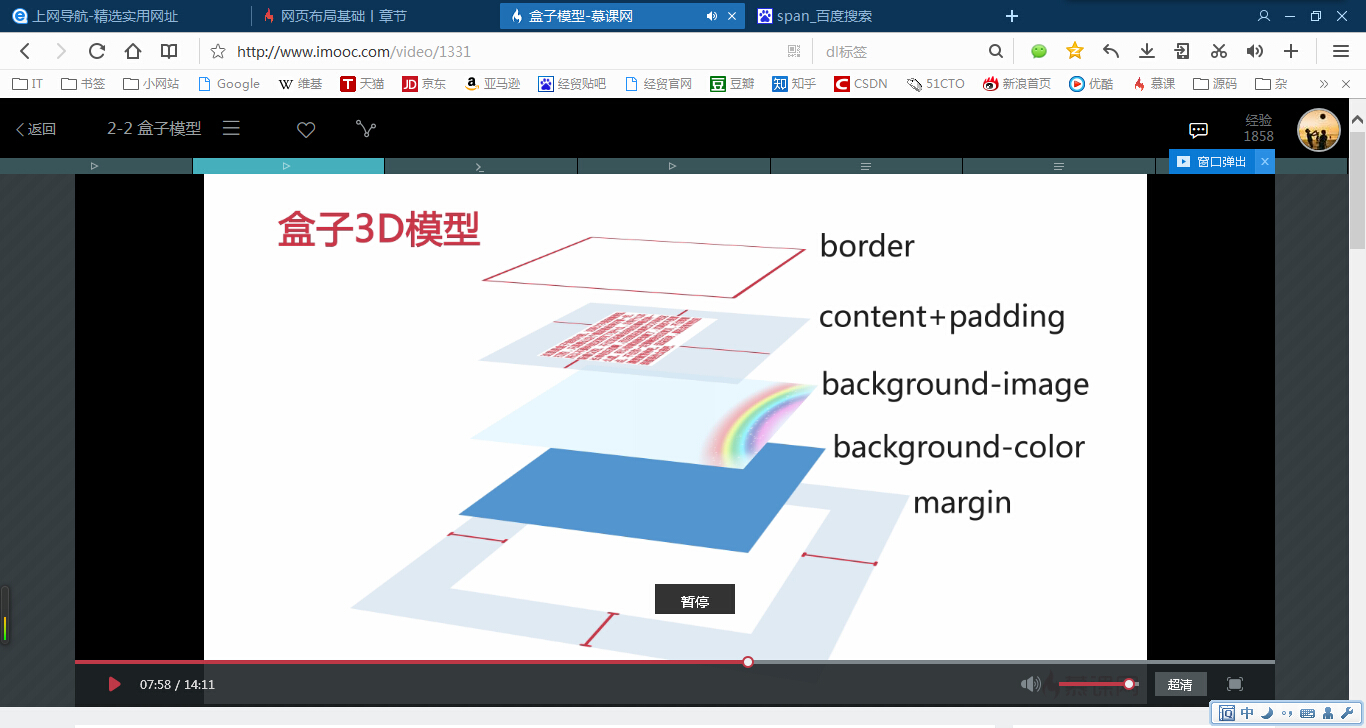 上网导航-精选实用网址
网页布局基础丨章节
盒子模型-慕课网
span_百度搜索
http://www.imooc.com/video/1331
dl标签
IT
书签
小网站
Google
W 维基
T 天猫
JD 京东
a 亚马逊
经贸贴吧
经贸官网
豆 豆瓣
知 知乎
C CSDN
51CTO
新浪首页
优酷
慕课
源码
杂
返回
2-2 盒子模型
经验
1858
窗口弹出
盒子3D模型
border
content+padding
background-image
background-color
margin
暂停
07:58 / 14:11
慕课网
超清
中